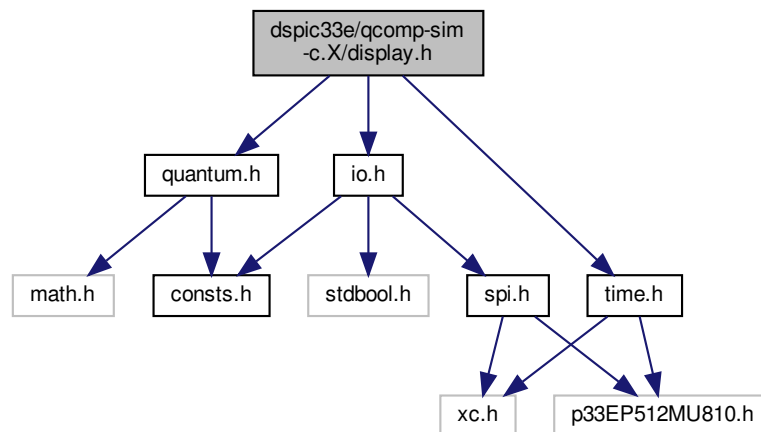 dspic33e/qcomp-sim
-c.X/display.h
quantum.h
io.h
math.h
consts.h
stdbool.h
spi.h
time.h
xc.h
p33EP512MU810.h